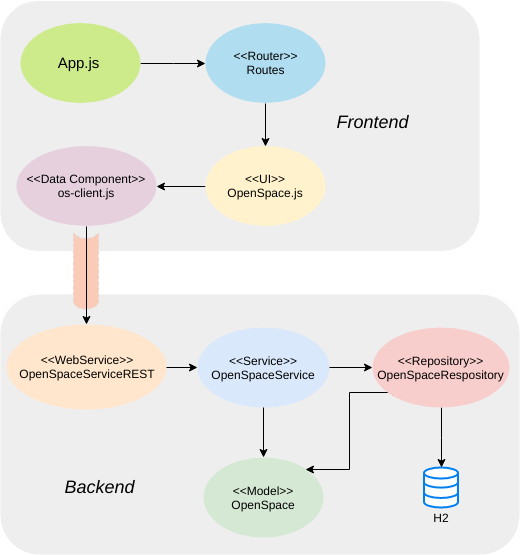 App.js
<<Router>>
Routes
Frontend
<<Data Component>>
os-client.js
<<UI>>
OpenSpace.js
<<WebService>>
OpenSpaceServiceREST
<<Service>>
OpenSpaceService
<<Repository>>
OpenSpaceRespository
Backend
<<Model>>
OpenSpace
H2